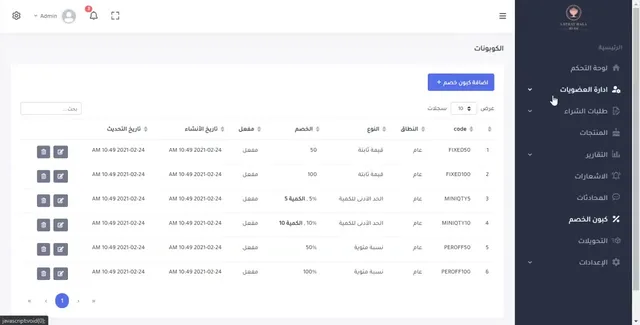 Admin
3
الرئيسية
لوحة التحكم
ادارة العضويات
طلبات الشراء
المنتجات
التقارير
الاشعارات
المحادثات
كبون الخصم
التحويلات
الإعدادات
الكوبونات
اضافة كبون خصم +
عرض 10 سجلات
بحث...
code النطاق النوع الخصم مفعل تاريخ الأنشاء تاريخ التحديث
1 FIXED50 عام قيمة ثابتة 50 مفعل AM 10:49 2021-02-24 AM 10:49 2021-02-24
2 FIXED100 عام قيمة ثابتة 100 مفعل AM 10:49 2021-02-24 AM 10:49 2021-02-24
3 MINIQTY5 عام الحد الأدنى للكمية 5% , الكمية 5 مفعل AM 10:49 2021-02-24 AM 10:49 2021-02-24
4 MINIQTY10 عام الحد الأدنى للكمية 10% , الكمية 10 مفعل AM 10:49 2021-02-24 AM 10:49 2021-02-24
5 PEROFF50 عام نسبة مئوية 50% مفعل AM 10:49 2021-02-24 AM 10:49 2021-02-24
6 PEROFF100 عام نسبة مئوية 100% مفعل AM 10:49 2021-02-24 AM 10:49 2021-02-24
« ‹ 1 › »
javascript:void(0);